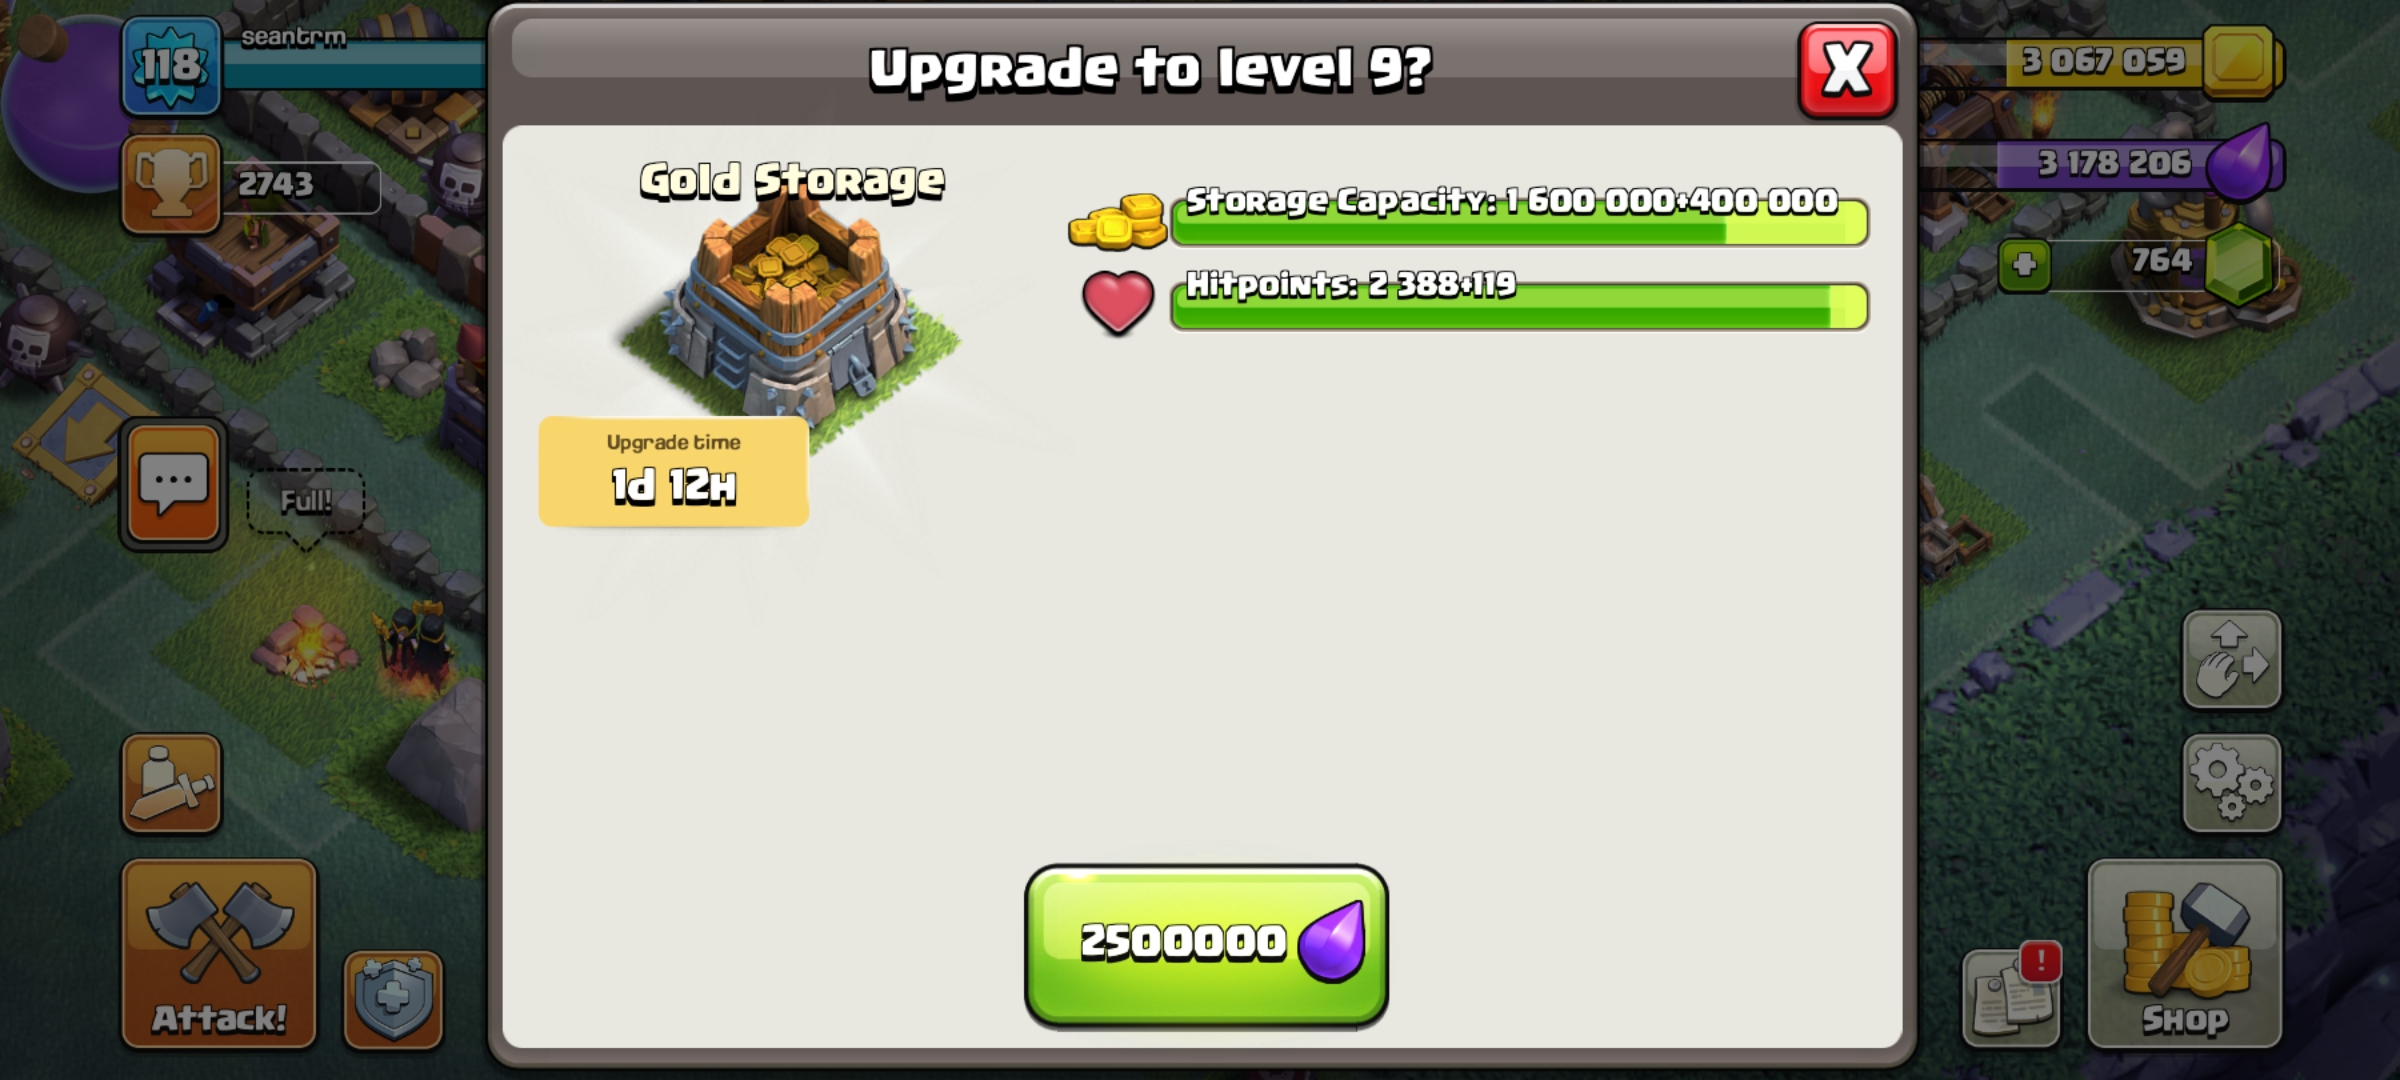 118
seantrm
2743
Full!
Attack!
Upgrade to level 9?
X
Gold Storage
Storage Capacity: 1 600 000+400 000
Hitpoints: 2 388+119
Upgrade time
1d 12H
2500000
3 067 059
3 178 206
764
!
Shop